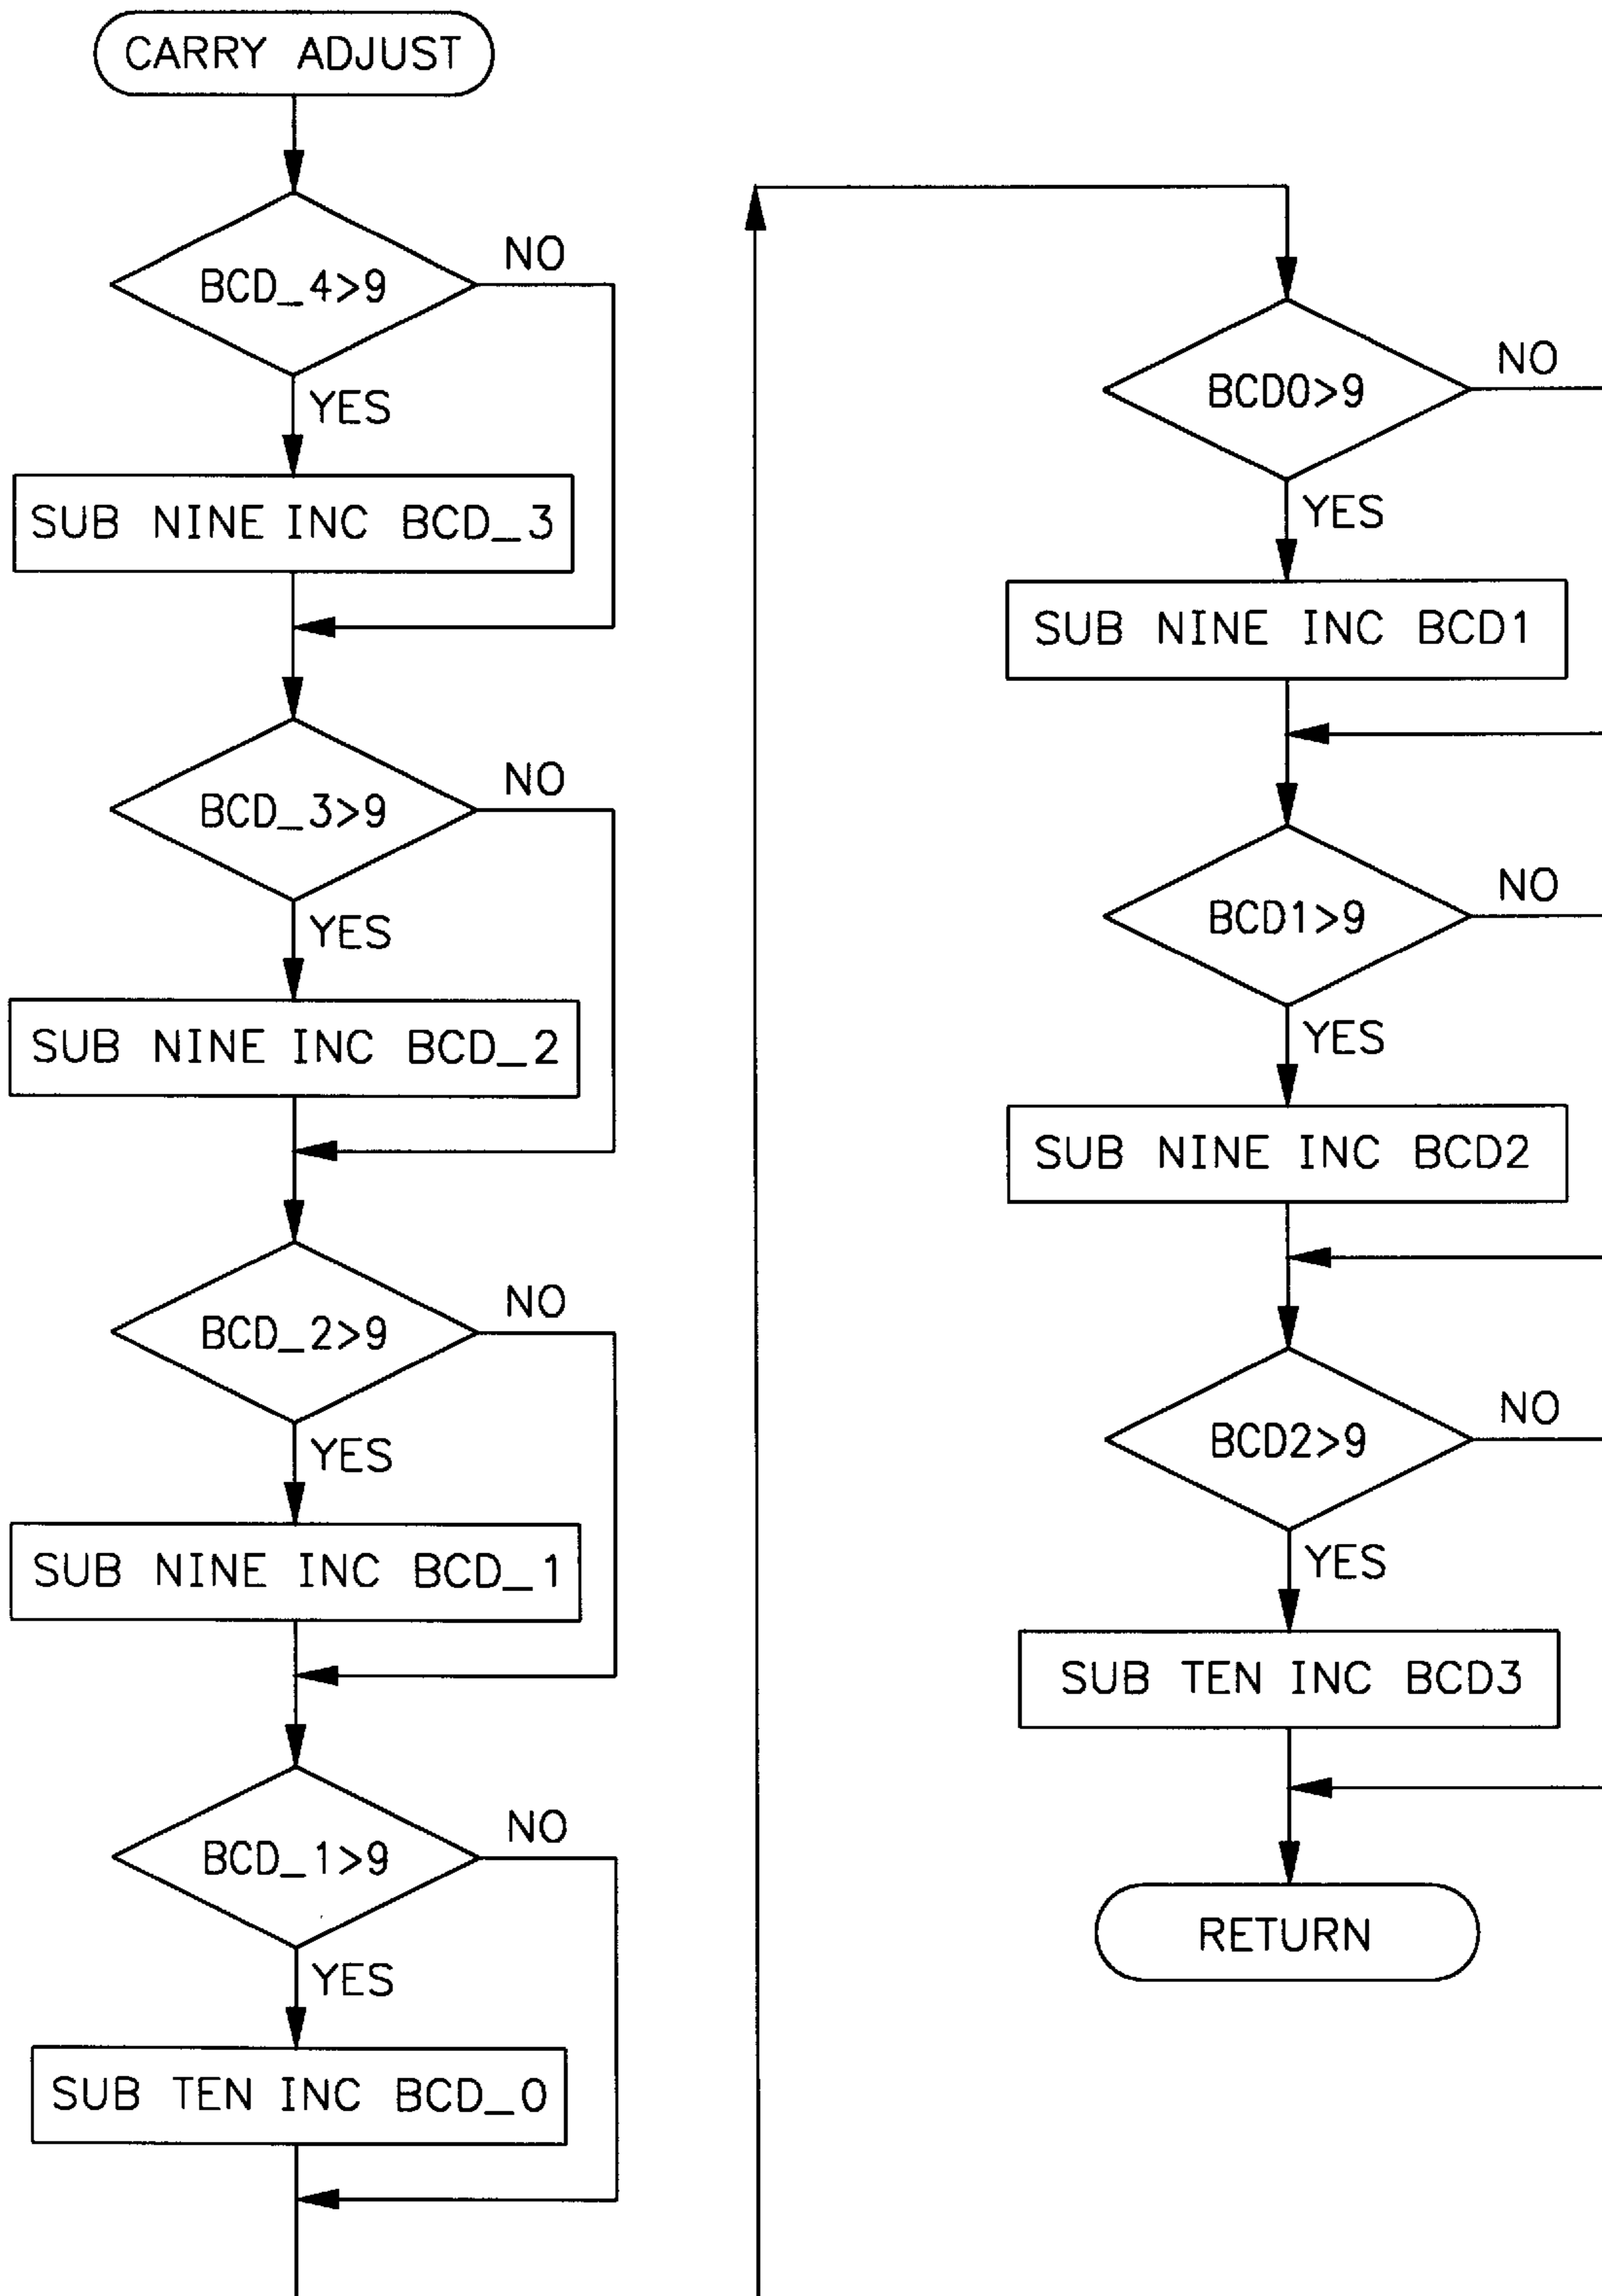 CARRY ADJUST
BCD_4>9
NO
YES
SUB NINE INC BCD_3
BCD_3>9
NO
YES
SUB NINE INC BCD_2
BCD_2>9
NO
YES
SUB NINE INC BCD_1
BCD_1>9
NO
YES
SUB TEN INC BCD_0
BCD0>9
NO
YES
SUB NINE INC BCD1
BCD1>9
NO
YES
SUB NINE INC BCD2
BCD2>9
NO
YES
SUB TEN INC BCD3
RETURN